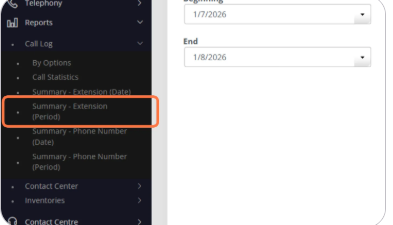 Telephony
Reports
Call Log
By Options
Call Statistics
Summary - Extension (Date)
Summary - Extension
(Period)
Summary - Phone Number
(Date)
Summary - Phone Number
(Period)
Contact Center
Inventories
Contact Centre
Beginning
1/7/2026
End
1/8/2026